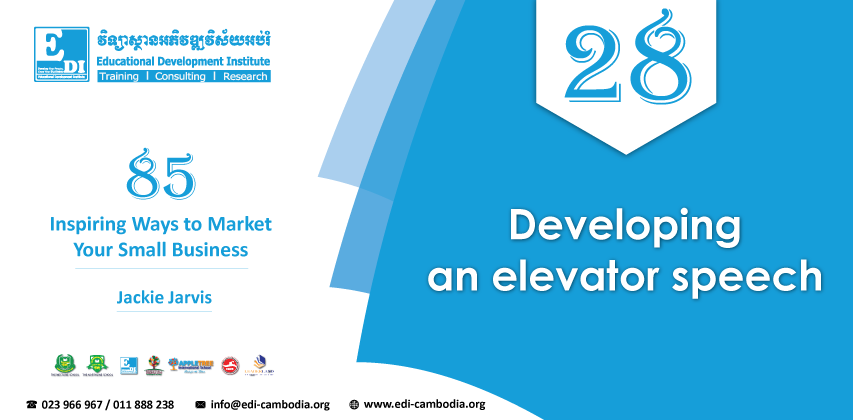 EDI
វិទ្យាស្ថានអភិវឌ្ឍវិស័យអប់រំ
Educational Development Institute
Training | Consulting | Research
85
Inspiring Ways to Market
Your Small Business
Jackie Jarvis
28
Developing
an elevator speech
APPLETREE
023 966 967 / 011 888 238
info@edi-cambodia.org
www.edi-cambodia.org